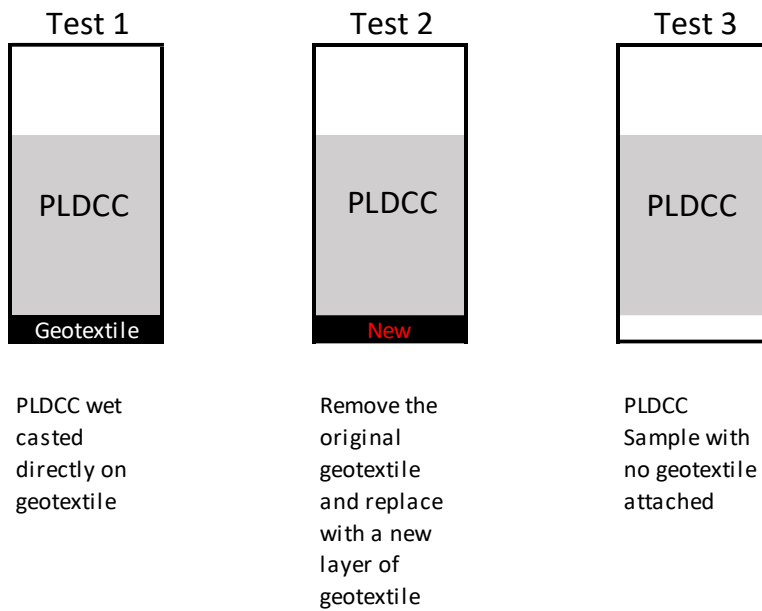 Test 1
Test 2
Test 3
PLDCC
PLDCC
PLDCC
Geotextile
New
PLDCC wet
casted
directly on
geotextile
Remove the
original
geotextile
and replace
with a new
layer of
geotextile
PLDCC
Sample with
no geotextile
attached